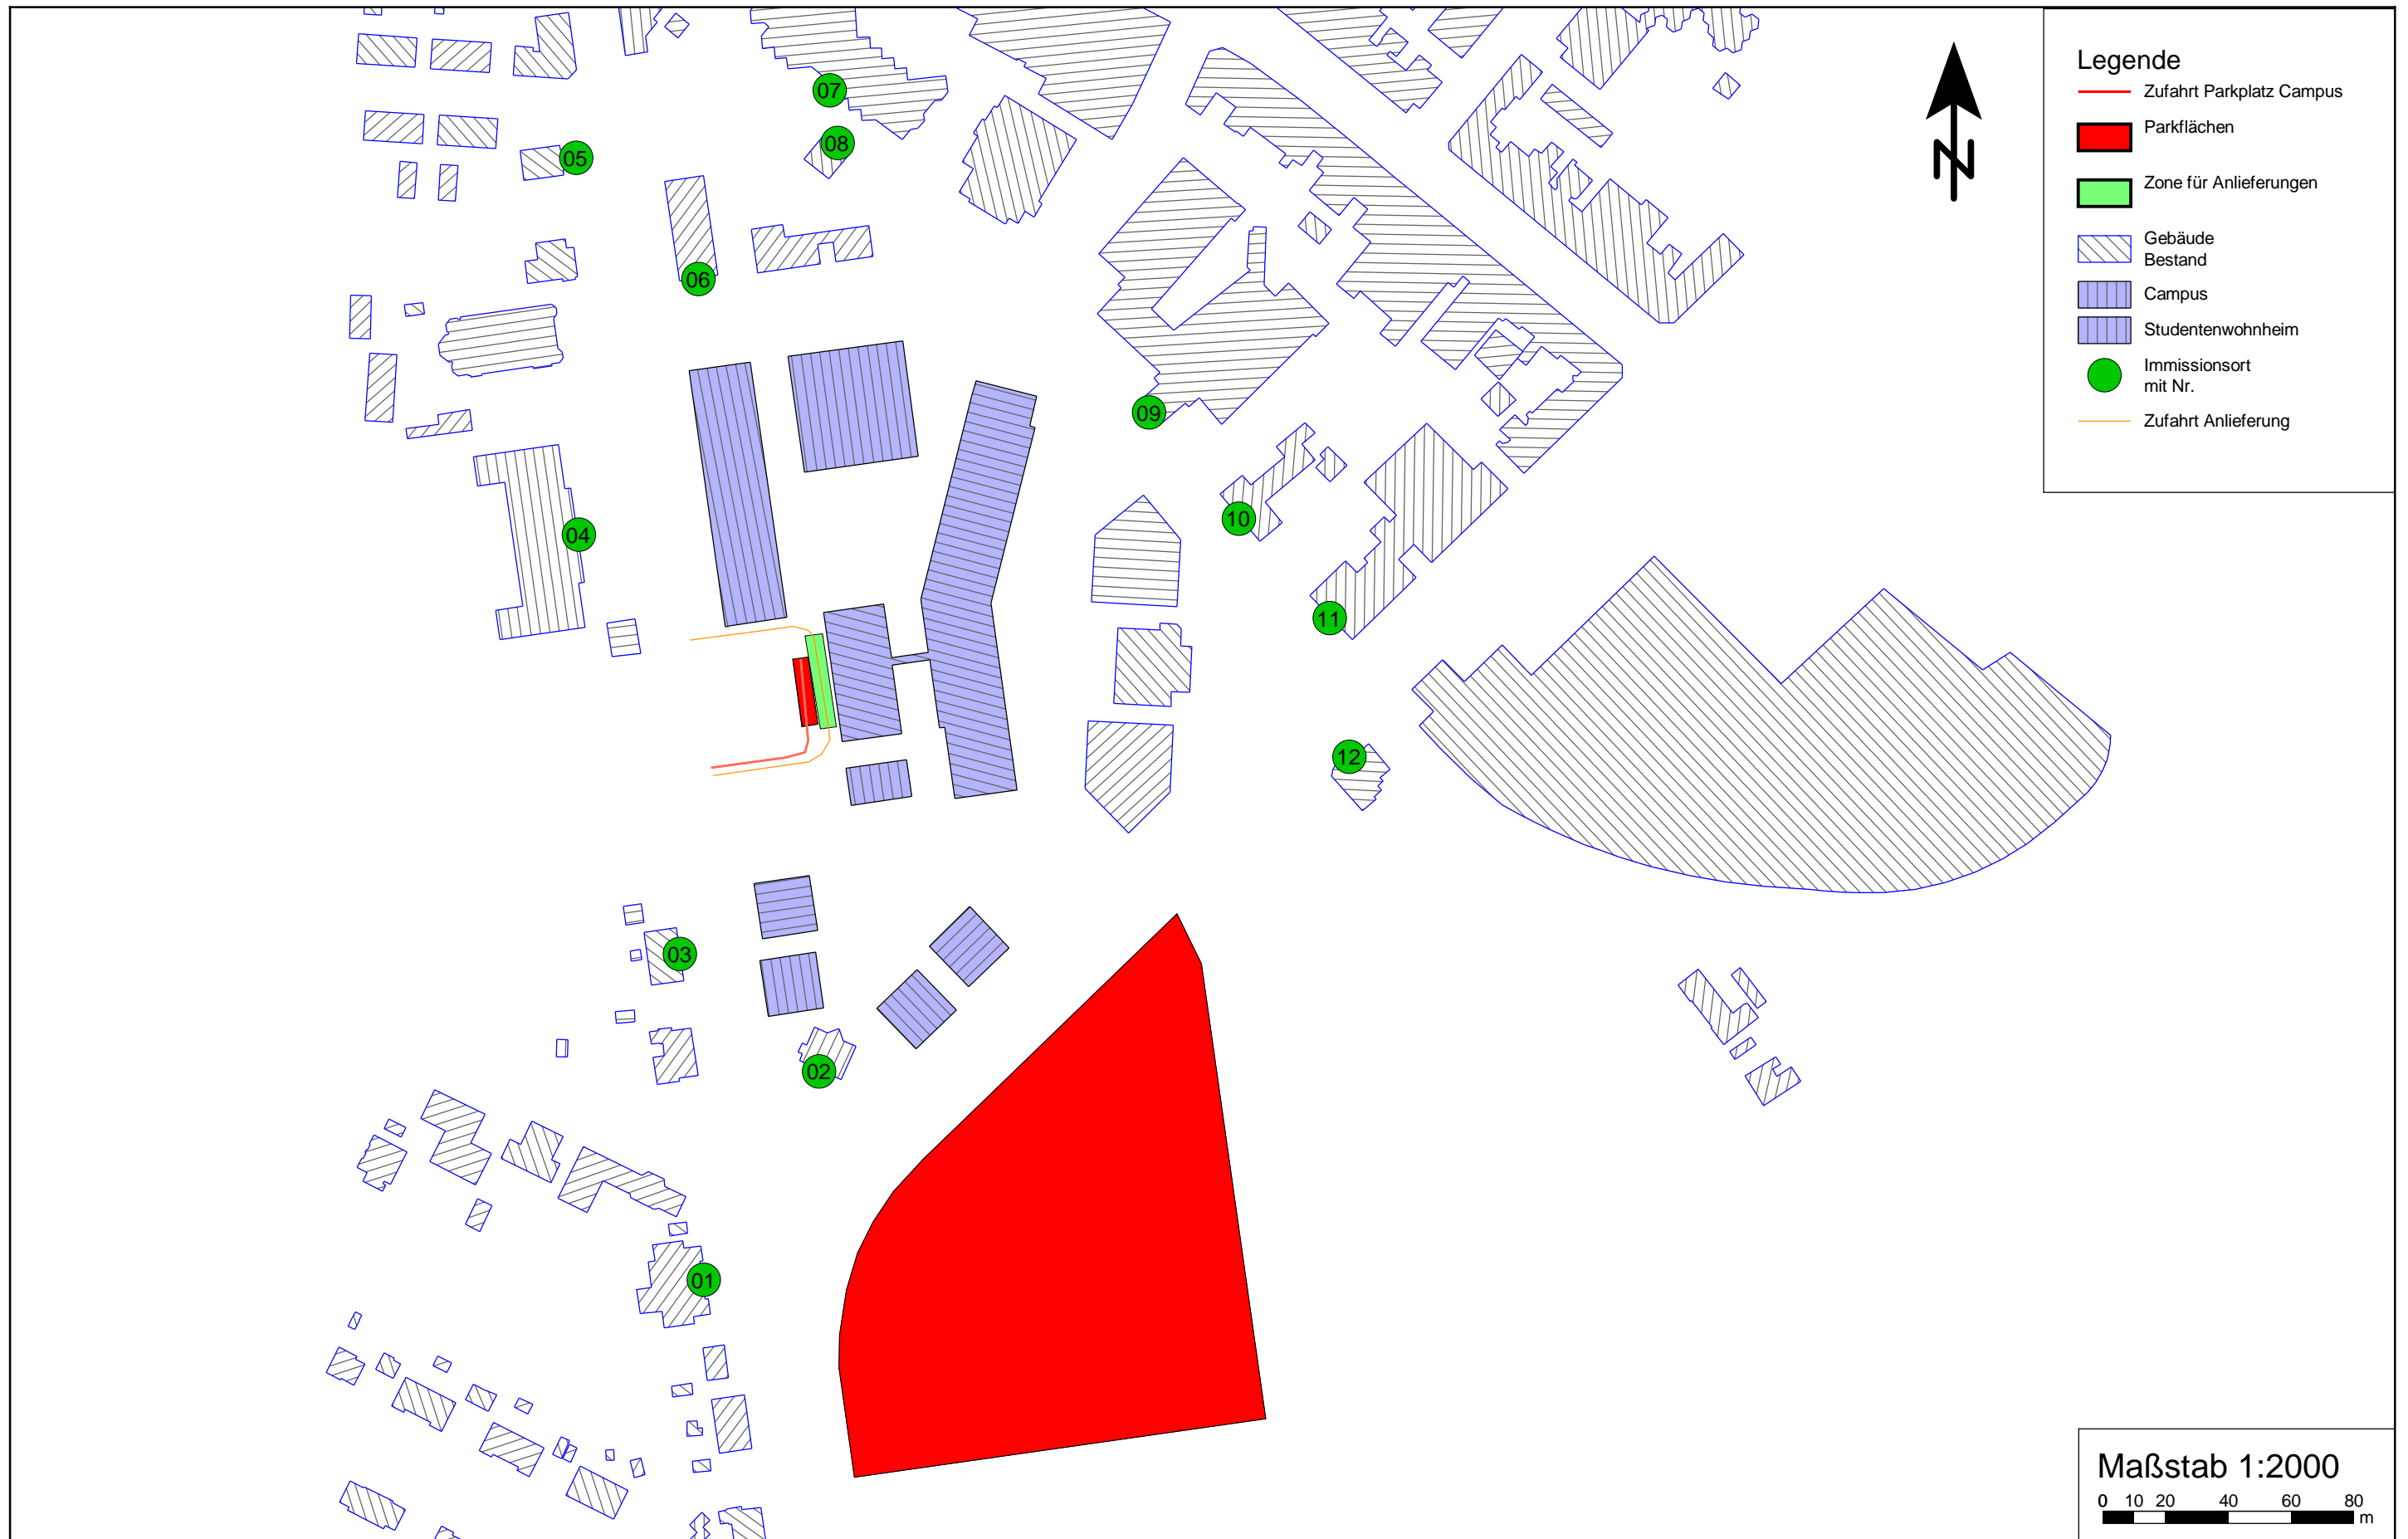 07
08
05
06
09
04
10
11
12
03
02
01
N
Legende
Zufahrt Parkplatz Campus
Parkflächen
Zone für Anlieferungen
Gebäude
Bestand
Campus
Studentenwohnheim
Immissionsort
mit Nr.
Zufahrt Anlieferung
Maßstab 1:2000
0 10 20 40 60 80
m